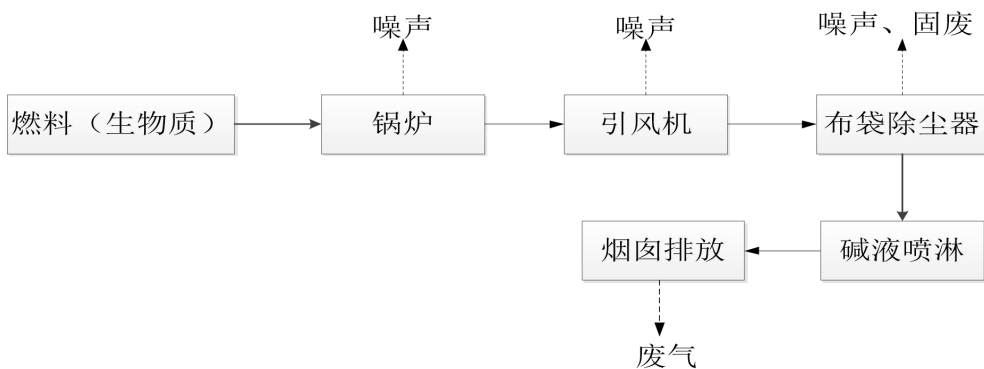 噪声
噪声
噪声、固废
燃料（生物质）
锅炉
引风机
布袋除尘器
烟囱排放
碱液喷淋
废气